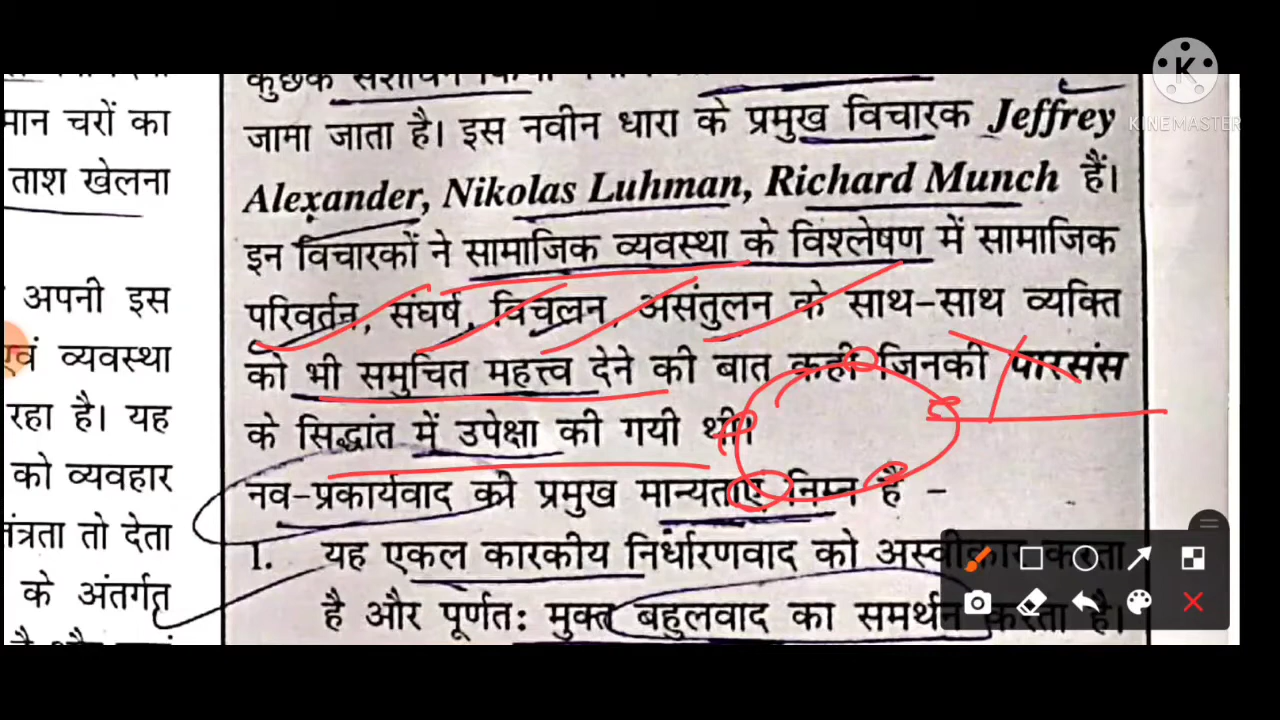 मान चरों का
ताश खेलना
अपनी इस
एवं व्यवस्था
रहा है। यह
को व्यवहार
तंत्रता तो देता
के अंतर्गत
कुछेक संशोधन
जामा जाता है। इस नवीन धारा के प्रमुख विचारक Jeffrey
Alexander, Nikolas Luhman, Richard Munch हैं।
इन विचारकों ने सामाजिक व्यवस्था के विश्लेषण में सामाजिक
परिवर्तन, संघर्ष, विचलन, असंतुलन के साथ-साथ व्यक्ति
को भी समुचित महत्त्व देने की बात कही जिनकी पारसंस
के सिद्धांत में उपेक्षा की गयी थी।
नव-प्रकार्यवाद की प्रमुख मान्यताएं निम्न हैं -
1. यह एकल कारकीय निर्धारणवाद को अस्वीकार करता
है और पूर्णत: मुक्त बहुलवाद का समर्थन करता है।
K
KINEMASTER